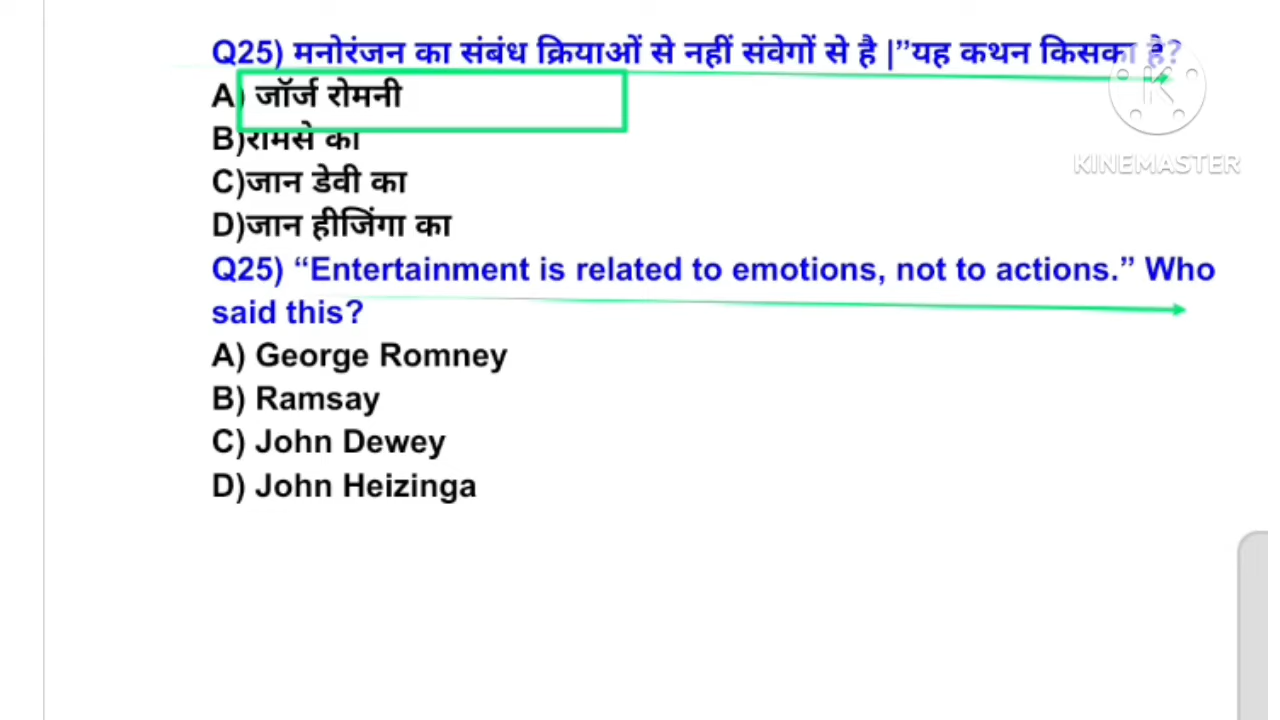 Q25) मनोरंजन का संबंध क्रियाओं से नहीं संवेगों से है |”यह कथन किसका है?
A) जॉर्ज रोमनी
B)रामसे का
C)जान डेवी का
D)जान हीजिंगा का
Q25) “Entertainment is related to emotions, not to actions.” Who
said this?
A) George Romney
B) Ramsay
C) John Dewey
D) John Heizinga
K
KINEMASTER